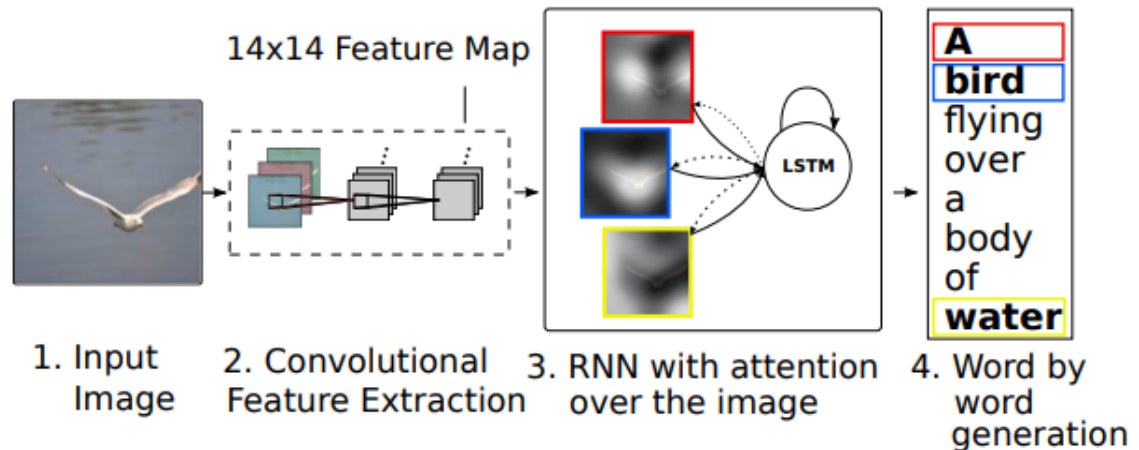 14x14 Feature Map
LSTM
A
bird
flying
over
a
body
of
water
1. Input
Image
2. Convolutional
Feature Extraction
3. RNN with attention
over the image
4. Word by
word
generation